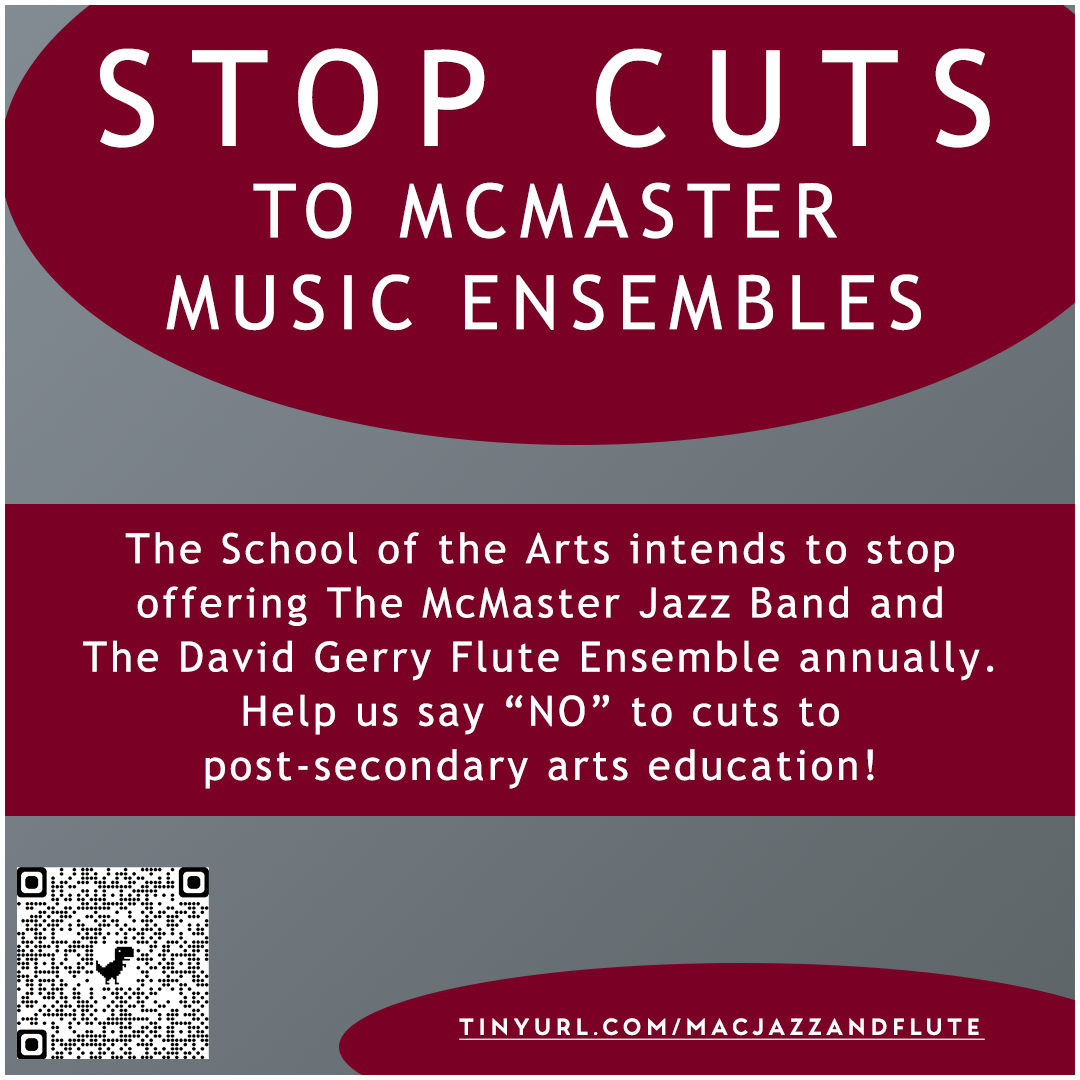 STOP CUTS
TO MCMASTER
MUSIC ENSEMBLES
The School of the Arts intends to stop
offering The McMaster Jazz Band and
The David Gerry Flute Ensemble annually.
Help us say “NO” to cuts to
post-secondary arts education!
TINYURL.COM/MACJAZZANDFLUTE